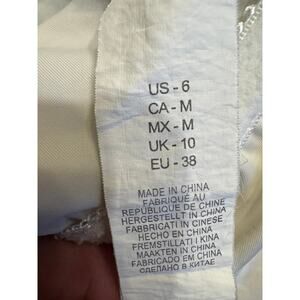 US - 6
CA - M
MX - M
UK - 10
EU - 38
MADE IN CHINA
FABRIQUÉ AU
RÉPUBLIQUE DE CHINE
HERGESTELLT IN CHINA
FABBRICATI IN CINESE
HECHO EN CHINA
FREMSTILLATI I KINA
MAAKTEN IN CHINA
FABRICADO EM CHINA
СДЕЛАНО В КИТАЕ